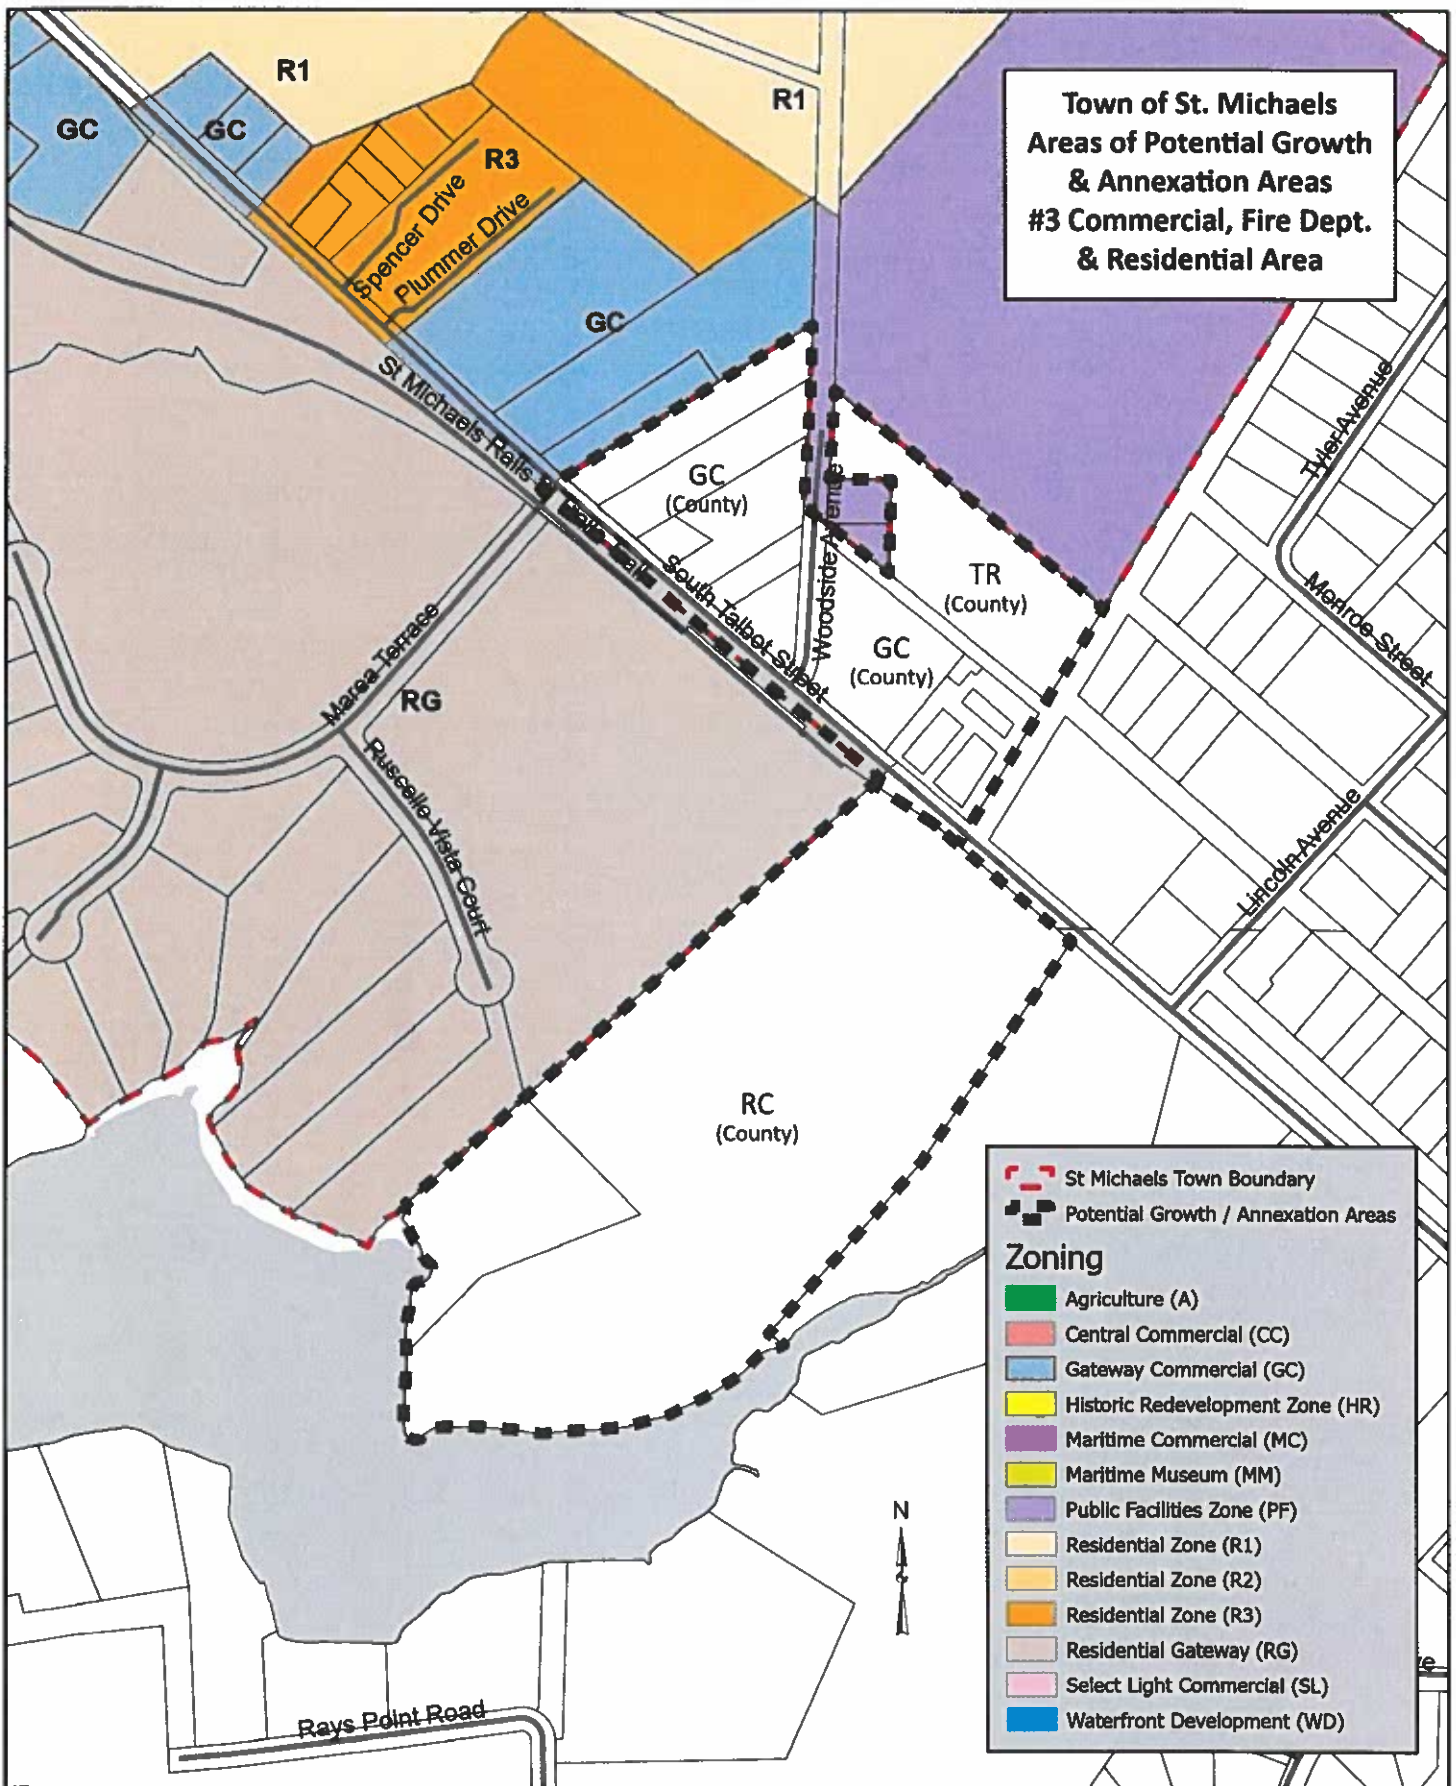 Town of St. Michaels
Areas of Potential Growth
& Annexation Areas
#3 Commercial, Fire Dept.
& Residential Area
R1
R1
GC
GC
R3
Spencer Drive
Plummer Drive
GC
St Michaels Rails
Trail
South Talbot Street
GC
(County)
Woodside Avenue
TR
(County)
GC
(County)
Tyler Avenue
Monroe Street
Lincoln Avenue
Marea Terrace
RG
Ruscello Vista Court
RC
(County)
St Michaels Town Boundary
Potential Growth / Annexation Areas
Zoning
Agriculture (A)
Central Commercial (CC)
Gateway Commercial (GC)
Historic Redevelopment Zone (HR)
Maritime Commercial (MC)
Maritime Museum (MM)
Public Facilities Zone (PF)
Residential Zone (R1)
Residential Zone (R2)
Residential Zone (R3)
Residential Gateway (RG)
Select Light Commercial (SL)
Waterfront Development (WD)
N
Rays Point Road